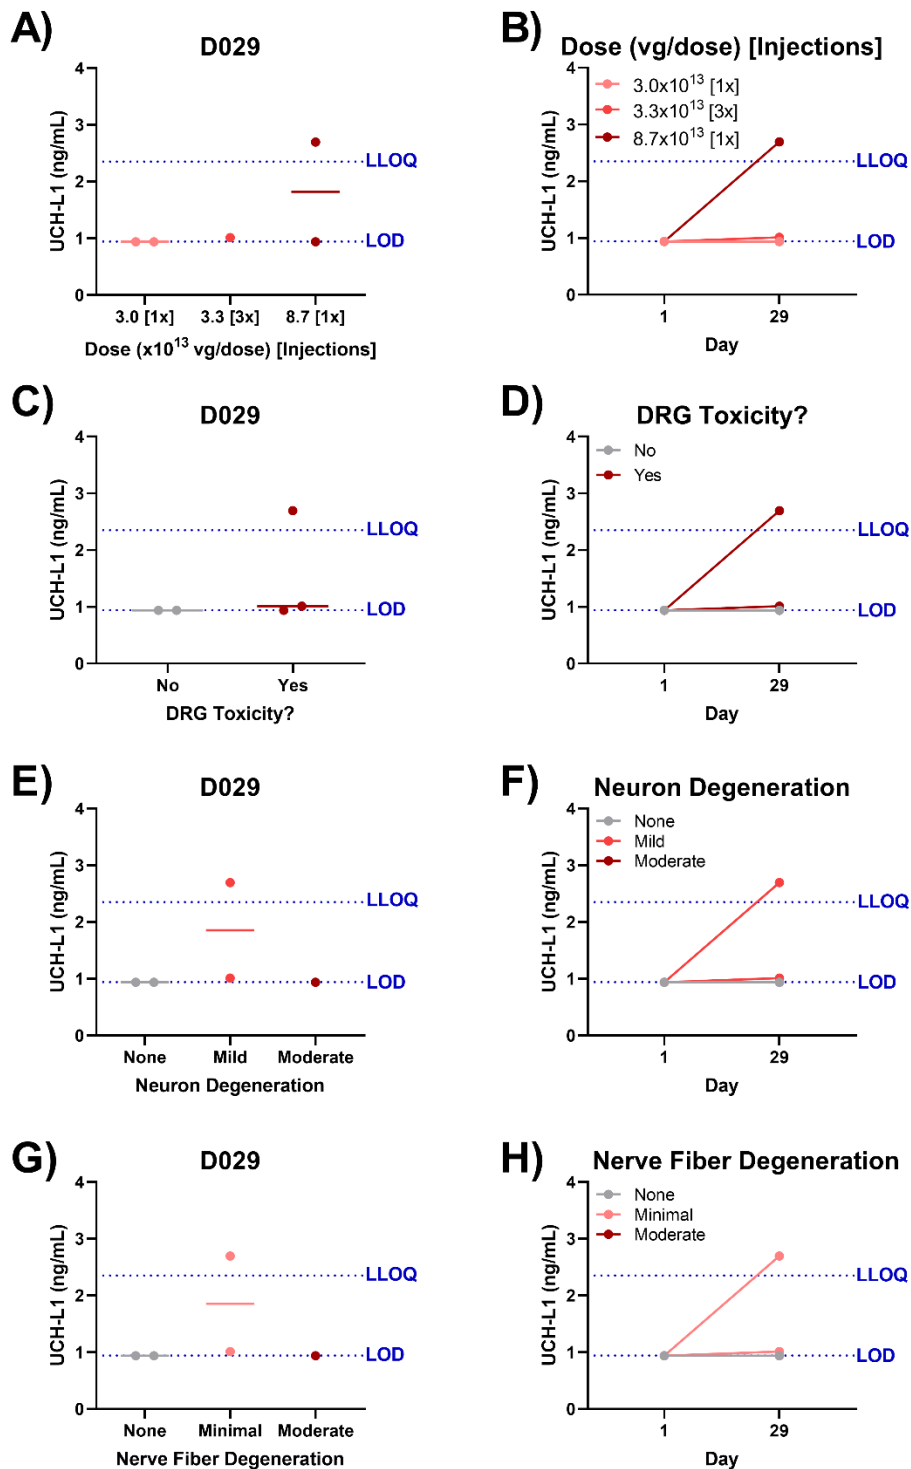 A)
D029
UCH-L1 (ng/mL)
4
3
2
1
0
LLOQ
LOD
3.0 [1x] 3.3 [3x] 8.7 [1x]
Dose (x10¹³ vg/dose) [Injections]
B)
Dose (vg/dose) [Injections]
3.0x10¹³ [1x]
3.3x10¹³ [3x]
8.7x10¹³ [1x]
UCH-L1 (ng/mL)
4
3
2
1
0
LLOQ
LOD
1 29
Day
C)
D029
UCH-L1 (ng/mL)
4
3
2
1
0
LLOQ
LOD
No Yes
DRG Toxicity?
D)
DRG Toxicity?
No
Yes
UCH-L1 (ng/mL)
4
3
2
1
0
LLOQ
LOD
1 29
Day
E)
D029
UCH-L1 (ng/mL)
4
3
2
1
0
LLOQ
LOD
None Mild Moderate
Neuron Degeneration
F)
Neuron Degeneration
None
Mild
Moderate
UCH-L1 (ng/mL)
4
3
2
1
0
LLOQ
LOD
1 29
Day
G)
D029
UCH-L1 (ng/mL)
4
3
2
1
0
LLOQ
LOD
None Minimal Moderate
Nerve Fiber Degeneration
H)
Nerve Fiber Degeneration
None
Minimal
Moderate
UCH-L1 (ng/mL)
4
3
2
1
0
LLOQ
LOD
1 29
Day